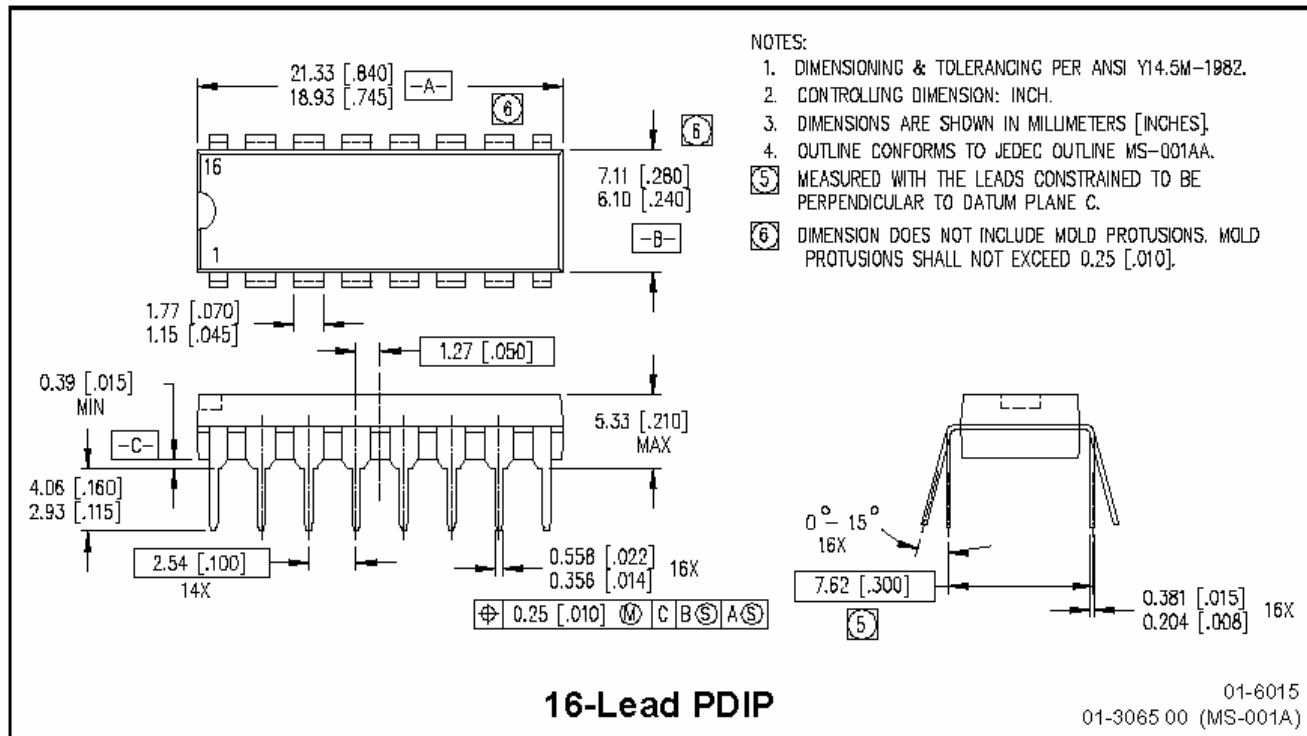 NOTES:
1. DIMENSIONING & TOLERANCING PER ANSI Y14.5M-1982.
2. CONTROLLING DIMENSION: INCH.
3. DIMENSIONS ARE SHOWN IN MILLIMETERS [INCHES].
4. OUTLINE CONFORMS TO JEDEC OUTLINE MS-001AA.
5 MEASURED WITH THE LEADS CONSTRAINED TO BE
PERPENDICULAR TO DATUM PLANE C.
6 DIMENSION DOES NOT INCLUDE MOLD PROTUSIONS. MOLD
PROTUSIONS SHALL NOT EXCEED 0.25 [.010].
21.33 [.840]
18.93 [.745]
-A-
6
6
16
1
7.11 [.280]
6.10 [.240]
-B-
1.77 [.070]
1.15 [.045]
1.27 [.050]
0.39 [.015]
MIN
-C-
5.33 [.210]
MAX
4.06 [.160]
2.93 [.115]
2.54 [.100]
14X
0.558 [.022]
0.356 [.014] 16X
⌖ 0.25 [.010] Ⓜ C B Ⓢ A Ⓢ
0°-15°
16X
7.62 [.300]
5
0.381 [.015]
0.204 [.008] 16X
16-Lead PDIP
01-6015
01-3065 00 (MS-001A)